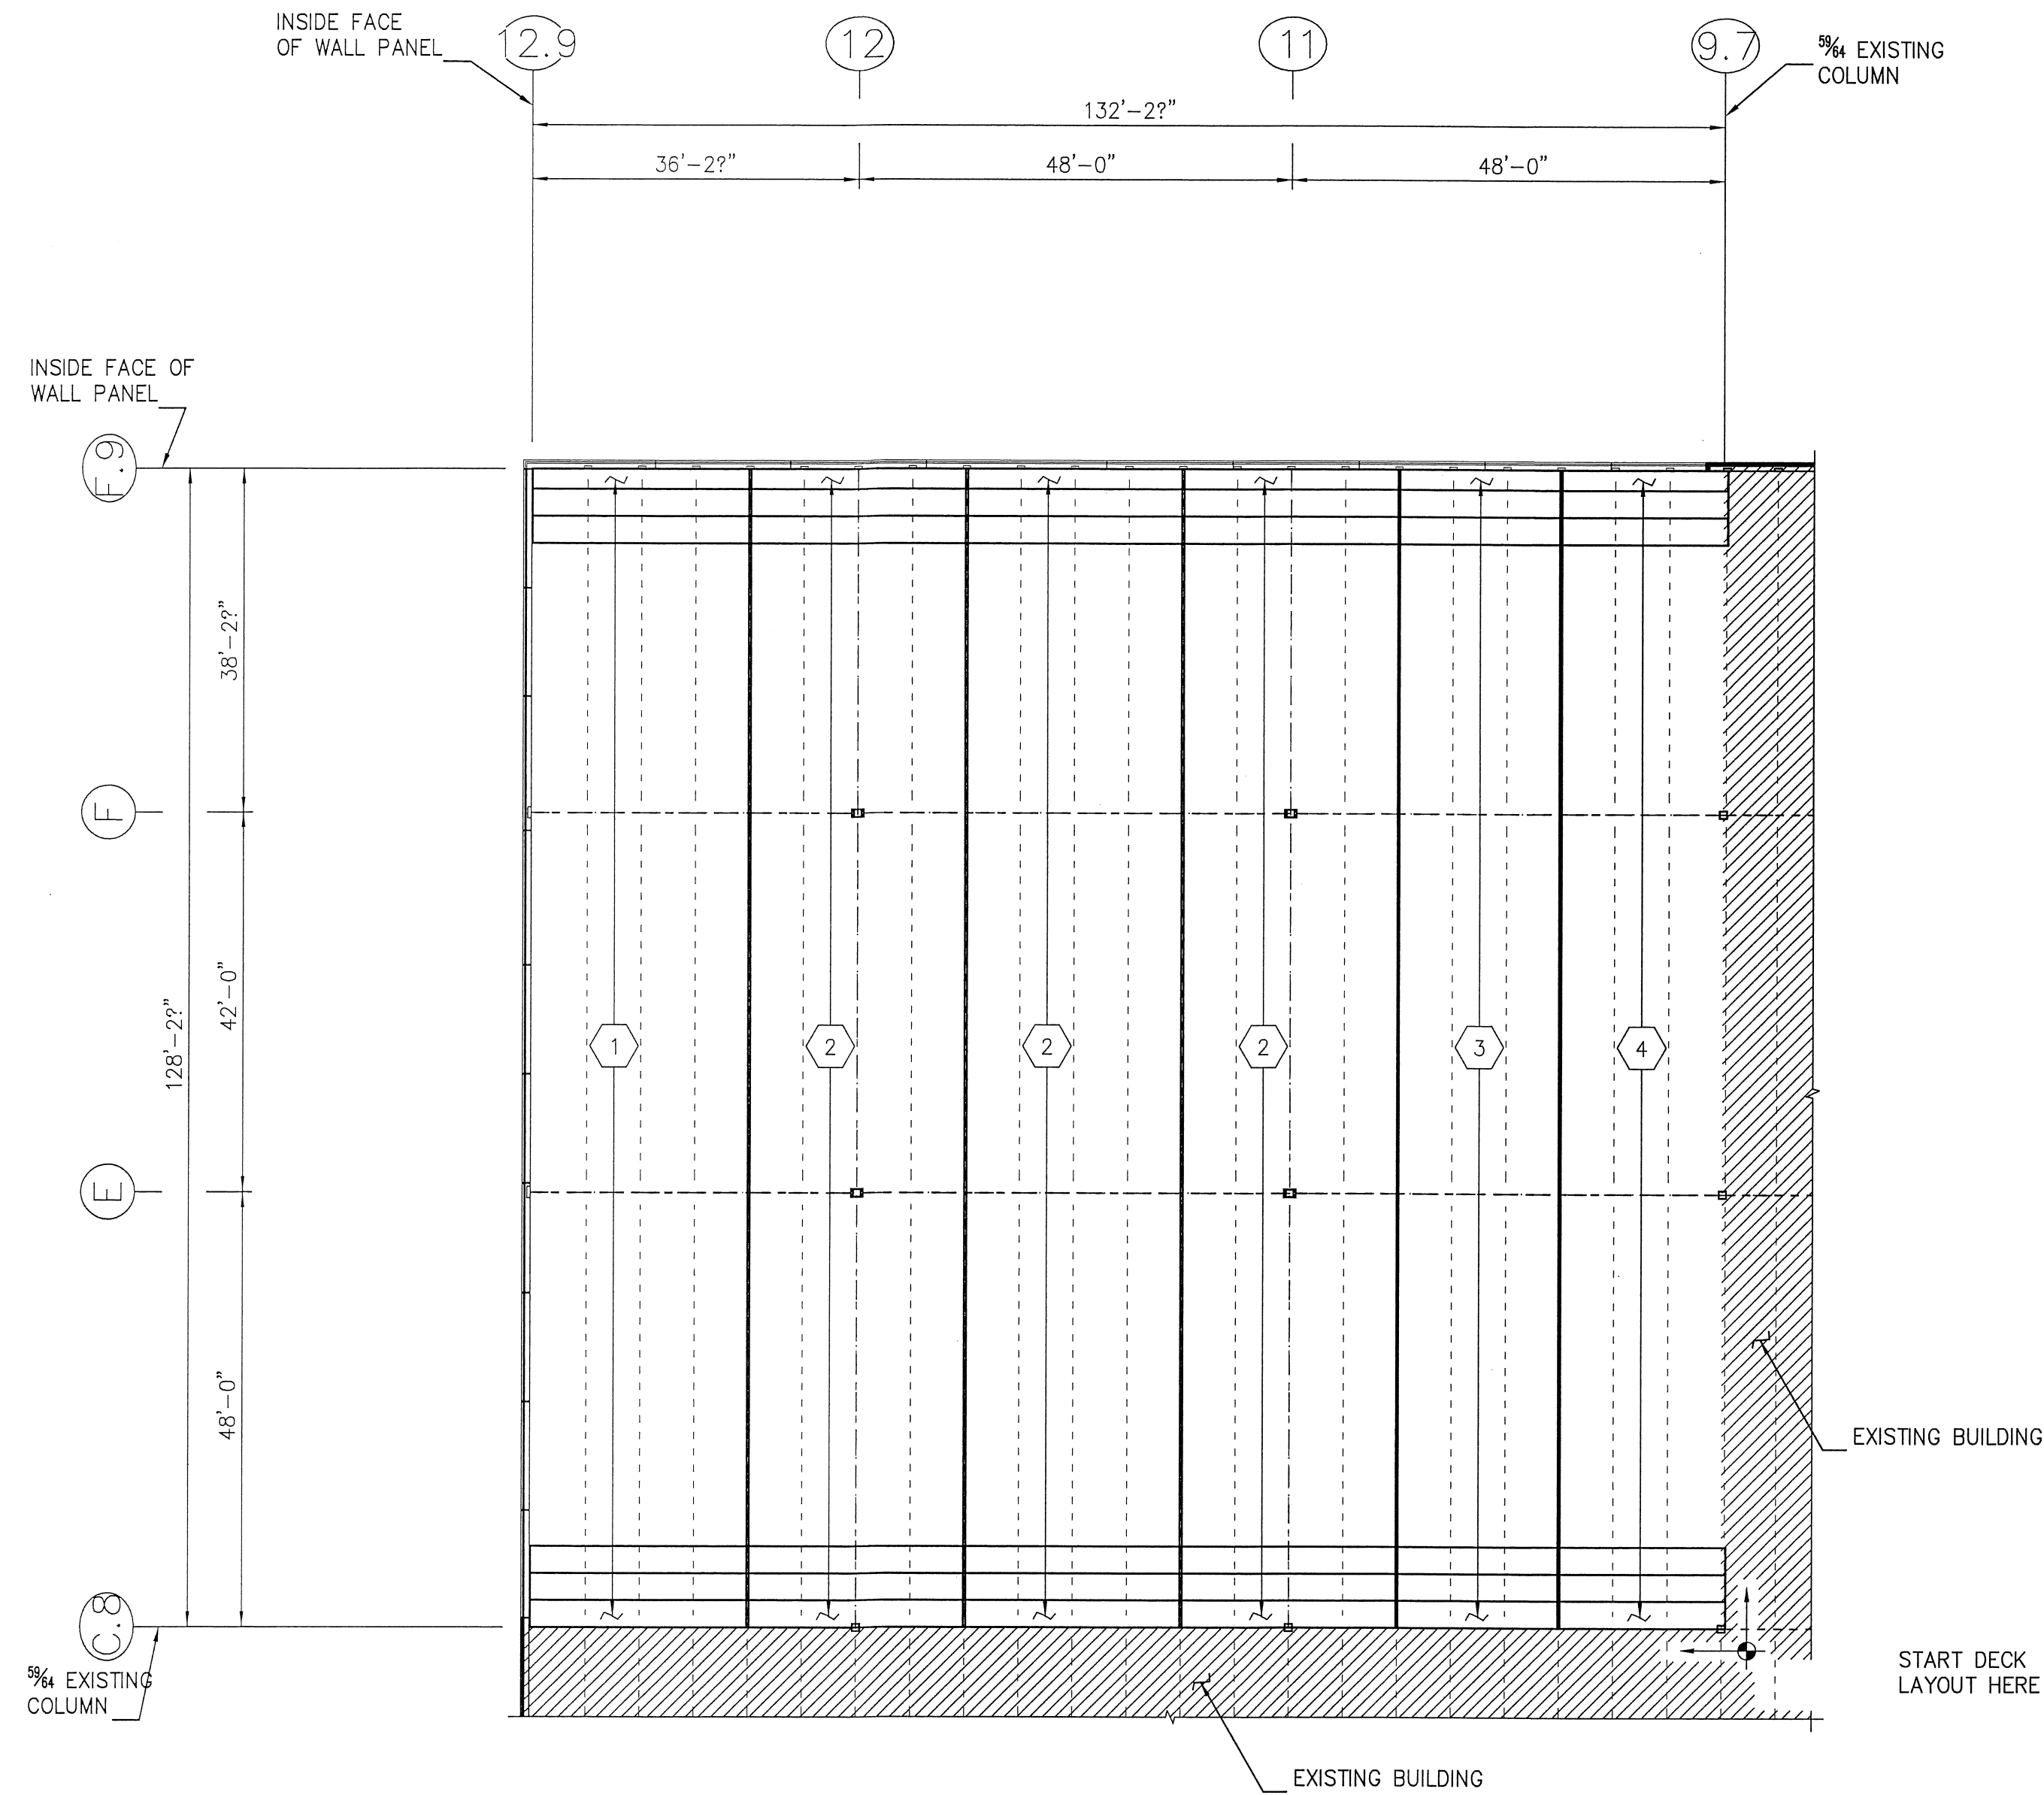 INSIDE FACE
OF WALL PANEL
12.9
12
11
9.7
59/64 EXISTING
COLUMN
132'-2?"
36'-2?"
48'-0"
48'-0"
INSIDE FACE OF
WALL PANEL
F.9
38'-2?"
F
42'-0"
128'-2?"
1
2
2
2
3
4
E
48'-0"
EXISTING BUILDING
C.8
59/64 EXISTING
COLUMN
START DECK
LAYOUT HERE
EXISTING BUILDING